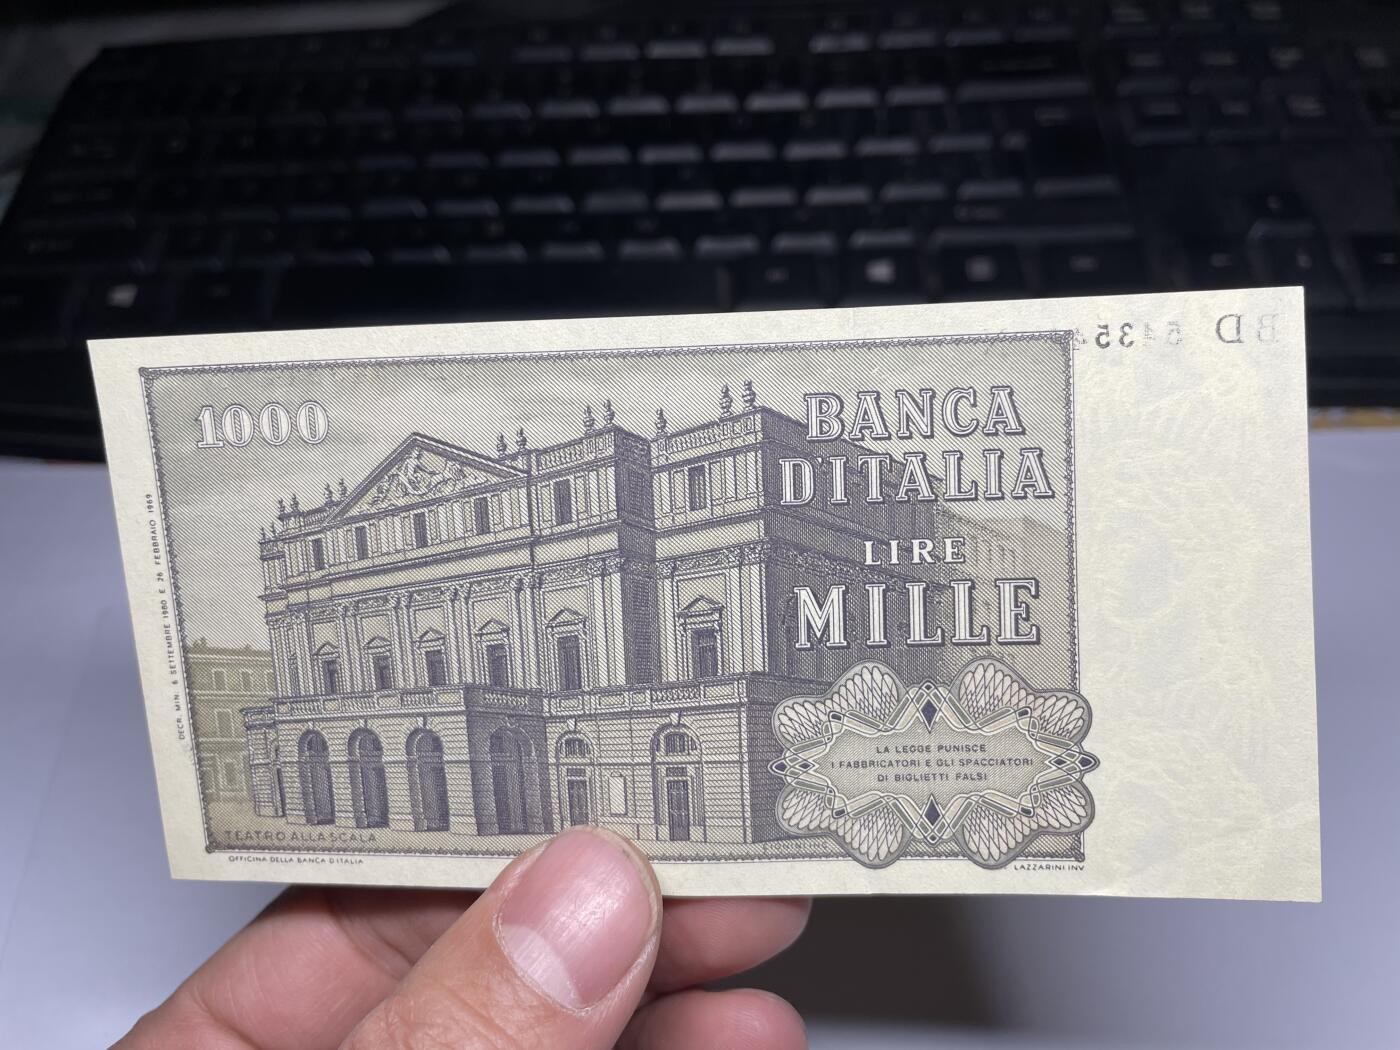 1000
BANCA
D'ITALIA
LIRE
MILLE
DECR. MIN. 6 SETTEMBRE 1980 E 26 FEBBRAIO 1969
LA LEGGE PUNISCE
I FABBRICATORI E GLI SPACCIATORI
DI BIGLIETTI FALSI
TEATRO ALLA SCALA
OFFICINA DELLA BANCA D'ITALIA
LAZZARINI INV
BD